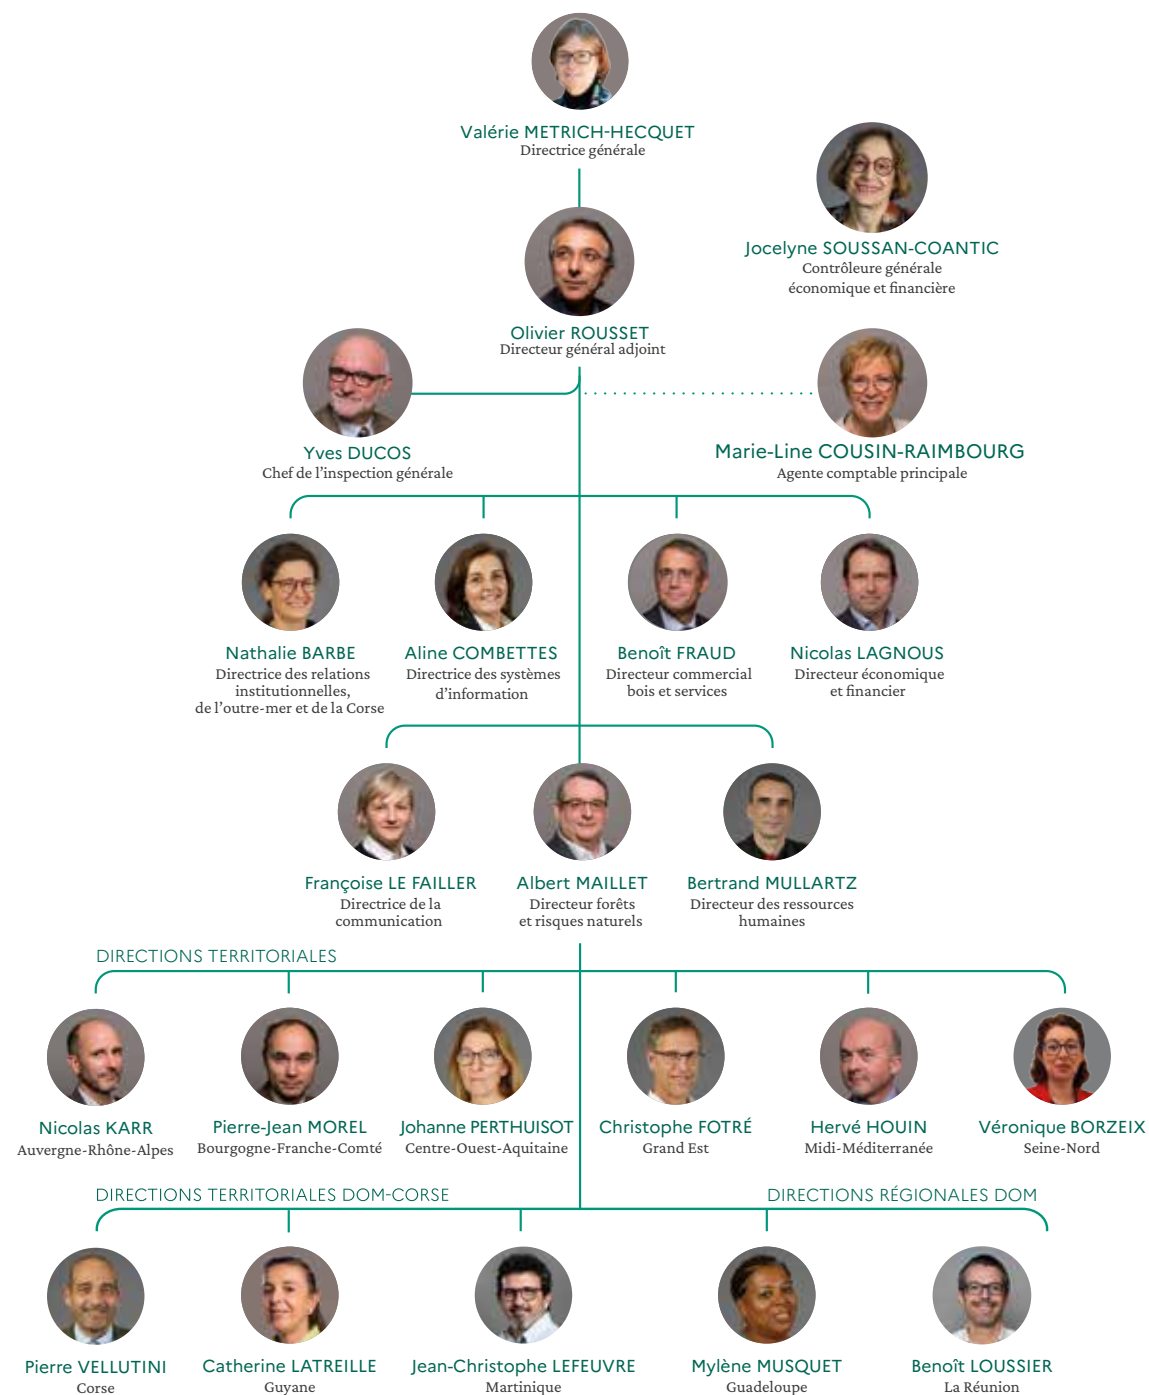 Valérie METRICH-HECQUET
Directrice générale
Jocelyne SOUSSAN-COANTIC
Contrôleure générale
économique et financière
Olivier ROUSSET
Directeur général adjoint
Yves DUCOS
Chef de l'inspection générale
Marie-Line COUSIN-RAIMBOURG
Agente comptable principale
Nathalie BARBE
Directrice des relations
institutionnelles,
de l'outre-mer et de la Corse
Aline COMBETTES
Directrice des systèmes
d'information
Benoît FRAUD
Directeur commercial
bois et services
Nicolas LAGNOUS
Directeur économique
et financier
Françoise LE FAILLER
Directrice de la
communication
Albert MAILLET
Directeur forêts
et risques naturels
Bertrand MULLARTZ
Directeur des ressources
humaines
DIRECTIONS TERRITORIALES
Nicolas KARR
Auvergne-Rhône-Alpes
Pierre-Jean MOREL
Bourgogne-Franche-Comté
Johanne PERTHUISOT
Centre-Ouest-Aquitaine
Christophe FOTRÉ
Grand Est
Hervé HOUIN
Midi-Méditerranée
Véronique BORZEIX
Seine-Nord
DIRECTIONS TERRITORIALES DOM-CORSE
DIRECTIONS RÉGIONALES DOM
Pierre VELLUTINI
Corse
Catherine LATREILLE
Guyane
Jean-Christophe LEFEUVRE
Martinique
Mylène MUSQUET
Guadeloupe
Benoît LOUSSIER
La Réunion